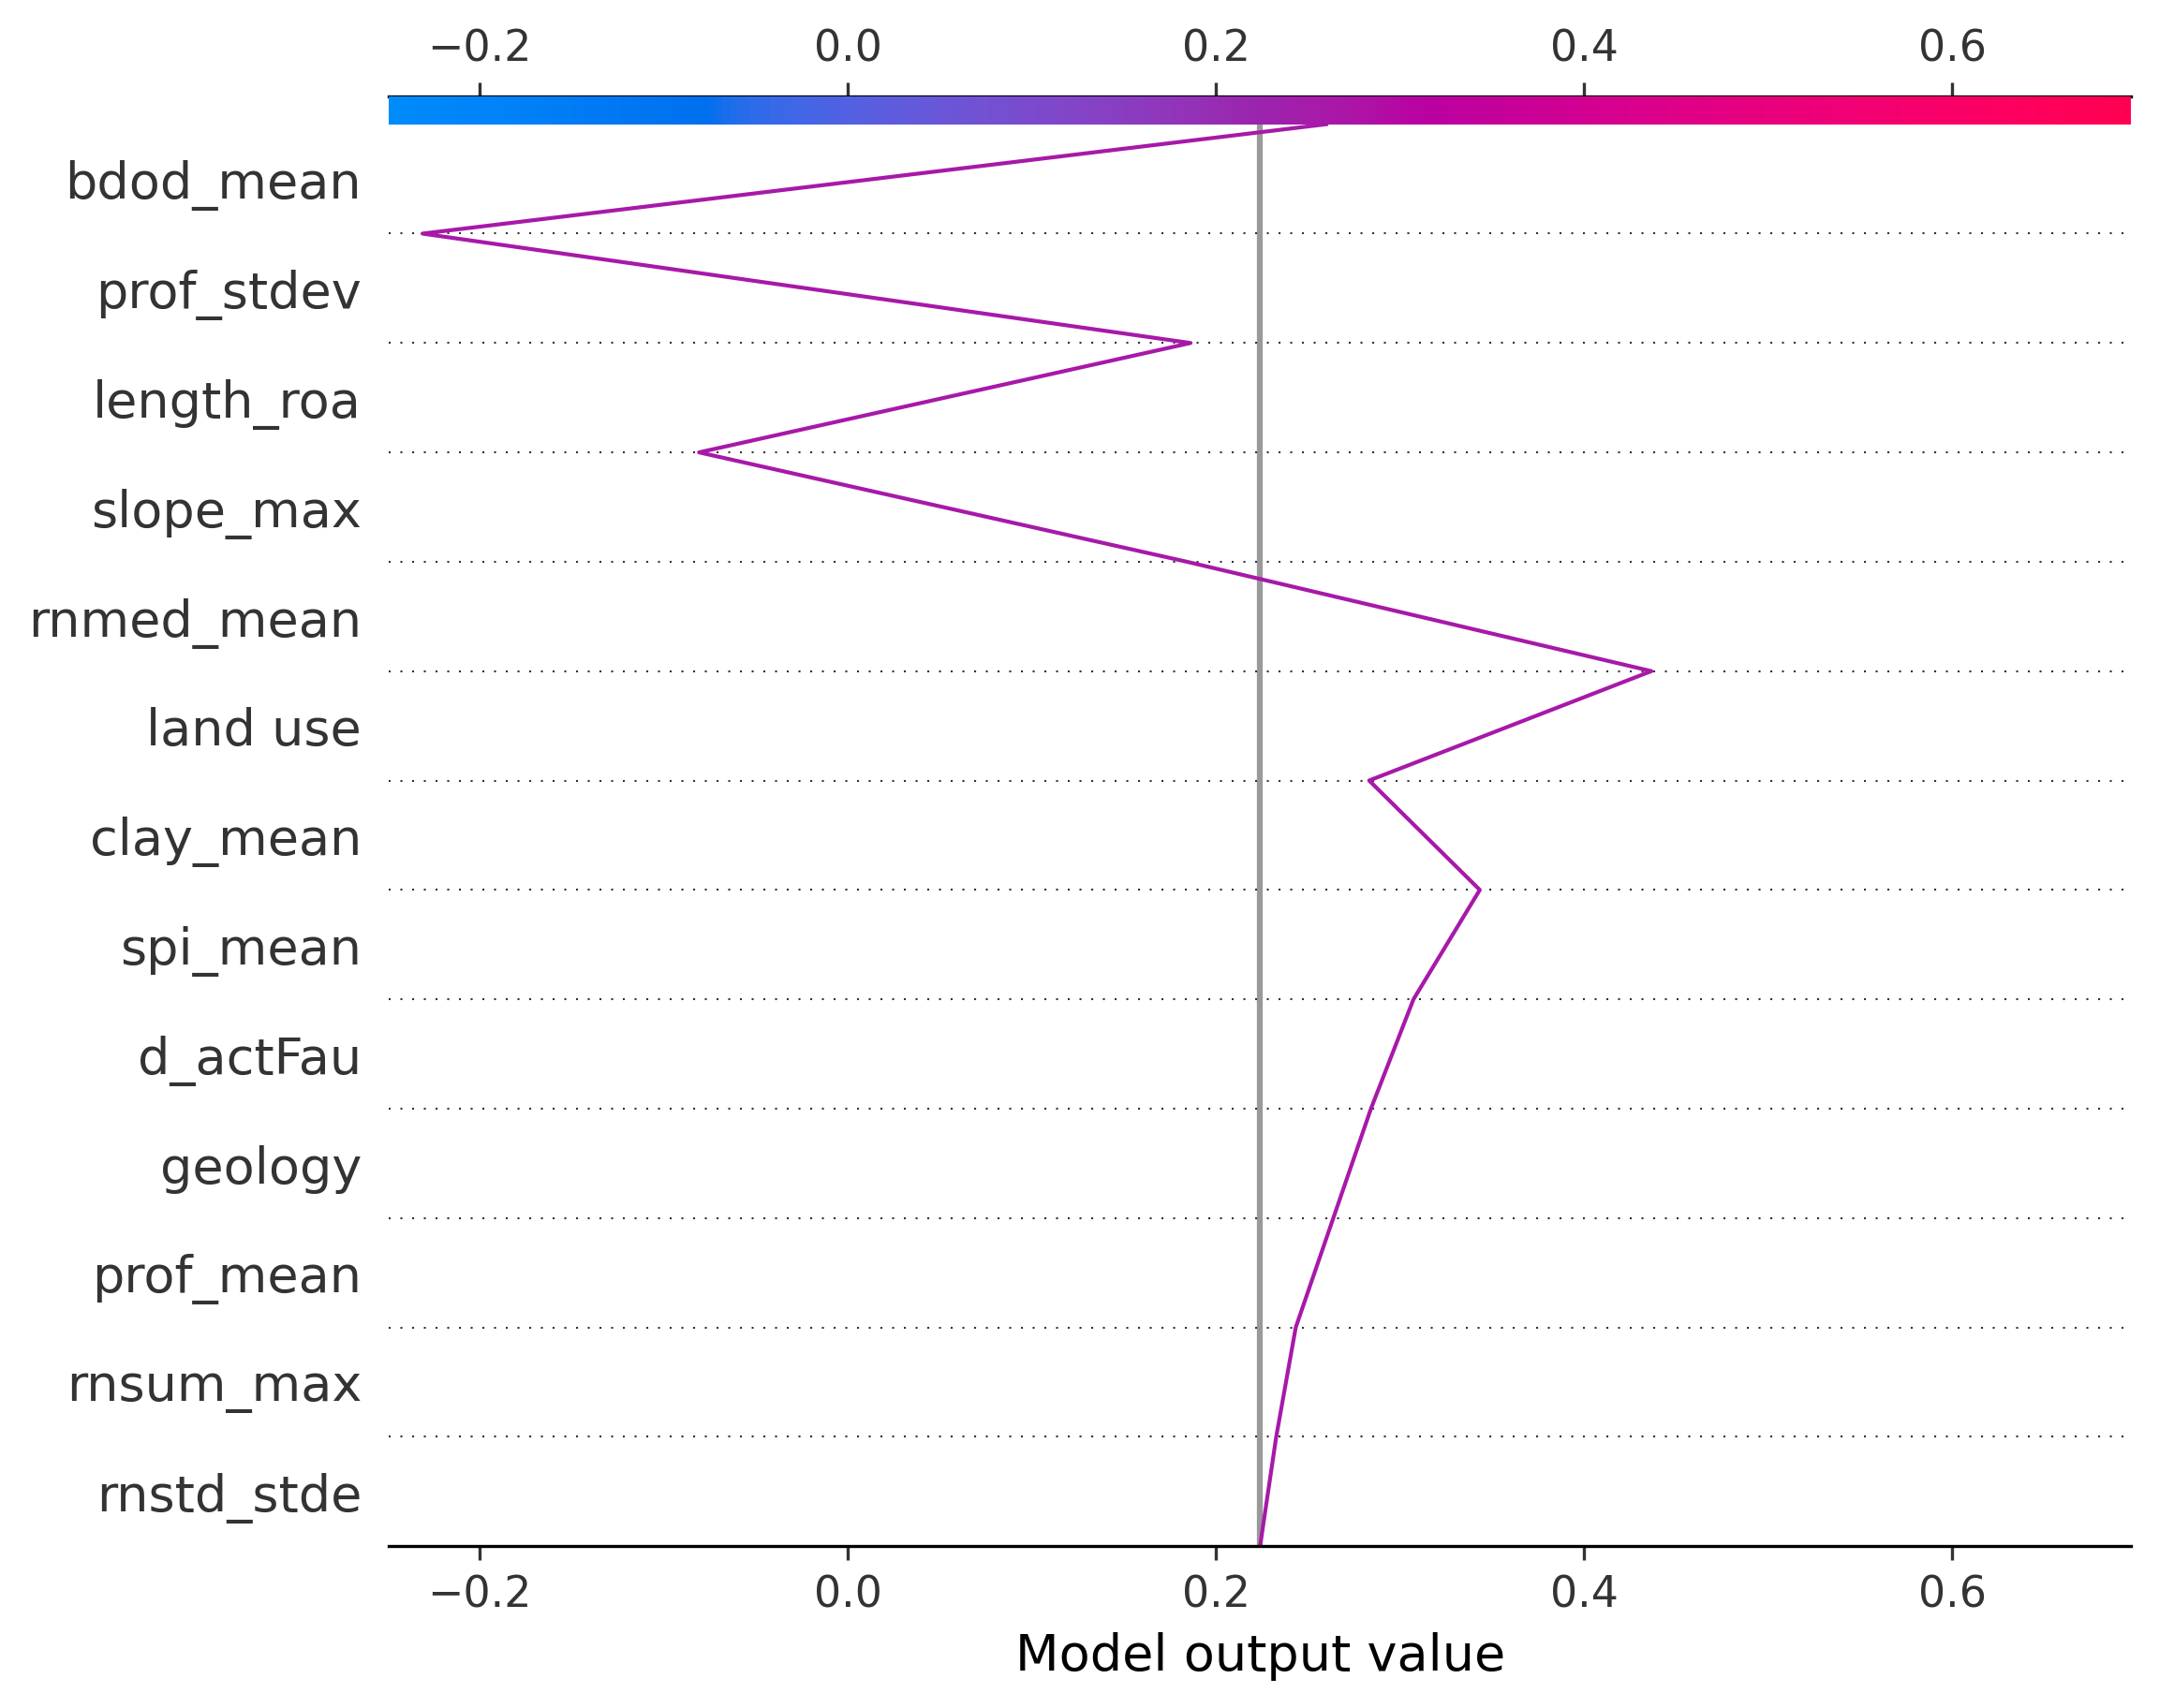 −0.2 0.0 0.2 0.4 0.6
bdod_mean
prof_stdev
length_roa
slope_max
rnmed_mean
land use
clay_mean
spi_mean
d_actFau
geology
prof_mean
rnsum_max
rnstd_stde
−0.2 0.0 0.2 0.4 0.6
Model output value